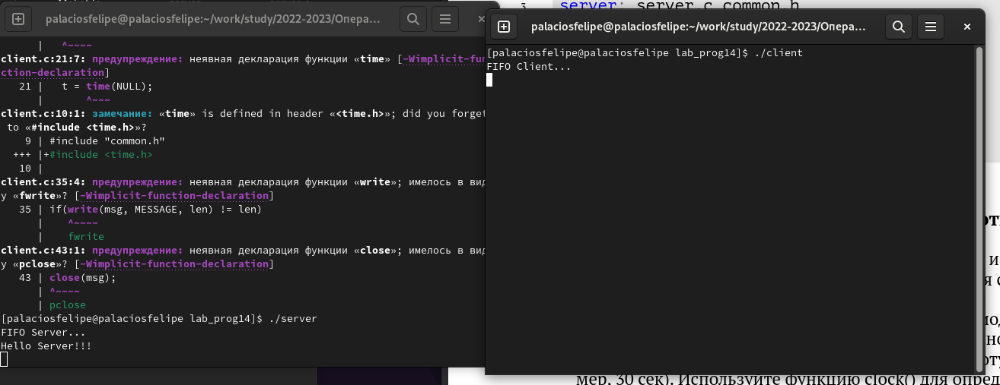 palaciosfelipe@palaciosfelipe:~/work/study/2022-2023/Опера...
|   ^~~~~
client.c:21:7: предупреждение: неявная декларация функции «time» [-Wimplicit-fun
ction-declaration]
21 |   t = time(NULL);
|       ^~~~
client.c:10:1: замечание: «time» is defined in header «<time.h>»; did you forget
to «#include <time.h>»?
9 | #include "common.h"
+++ |+#include <time.h>
10 |
client.c:35:4: предупреждение: неявная декларация функции «write»; имелось в вид
у «fwrite»? [-Wimplicit-function-declaration]
35 | if(write(msg, MESSAGE, len) != len)
|    ^~~~~
|    fwrite
client.c:43:1: предупреждение: неявная декларация функции «close»; имелось в вид
у «pclose»? [-Wimplicit-function-declaration]
43 | close(msg);
| ^~~~~
| pclose
[palaciosfelipe@palaciosfelipe lab_prog14]$ ./server
FIFO Server...
Hello Server!!!
3 server: server.c common.h
palaciosfelipe@palaciosfelipe:~/work/study/2022-2023/Опера...
[palaciosfelipe@palaciosfelipe lab_prog14]$ ./client
FIFO Client...
мер, 30 сек). Используйте функцию clock() для опред